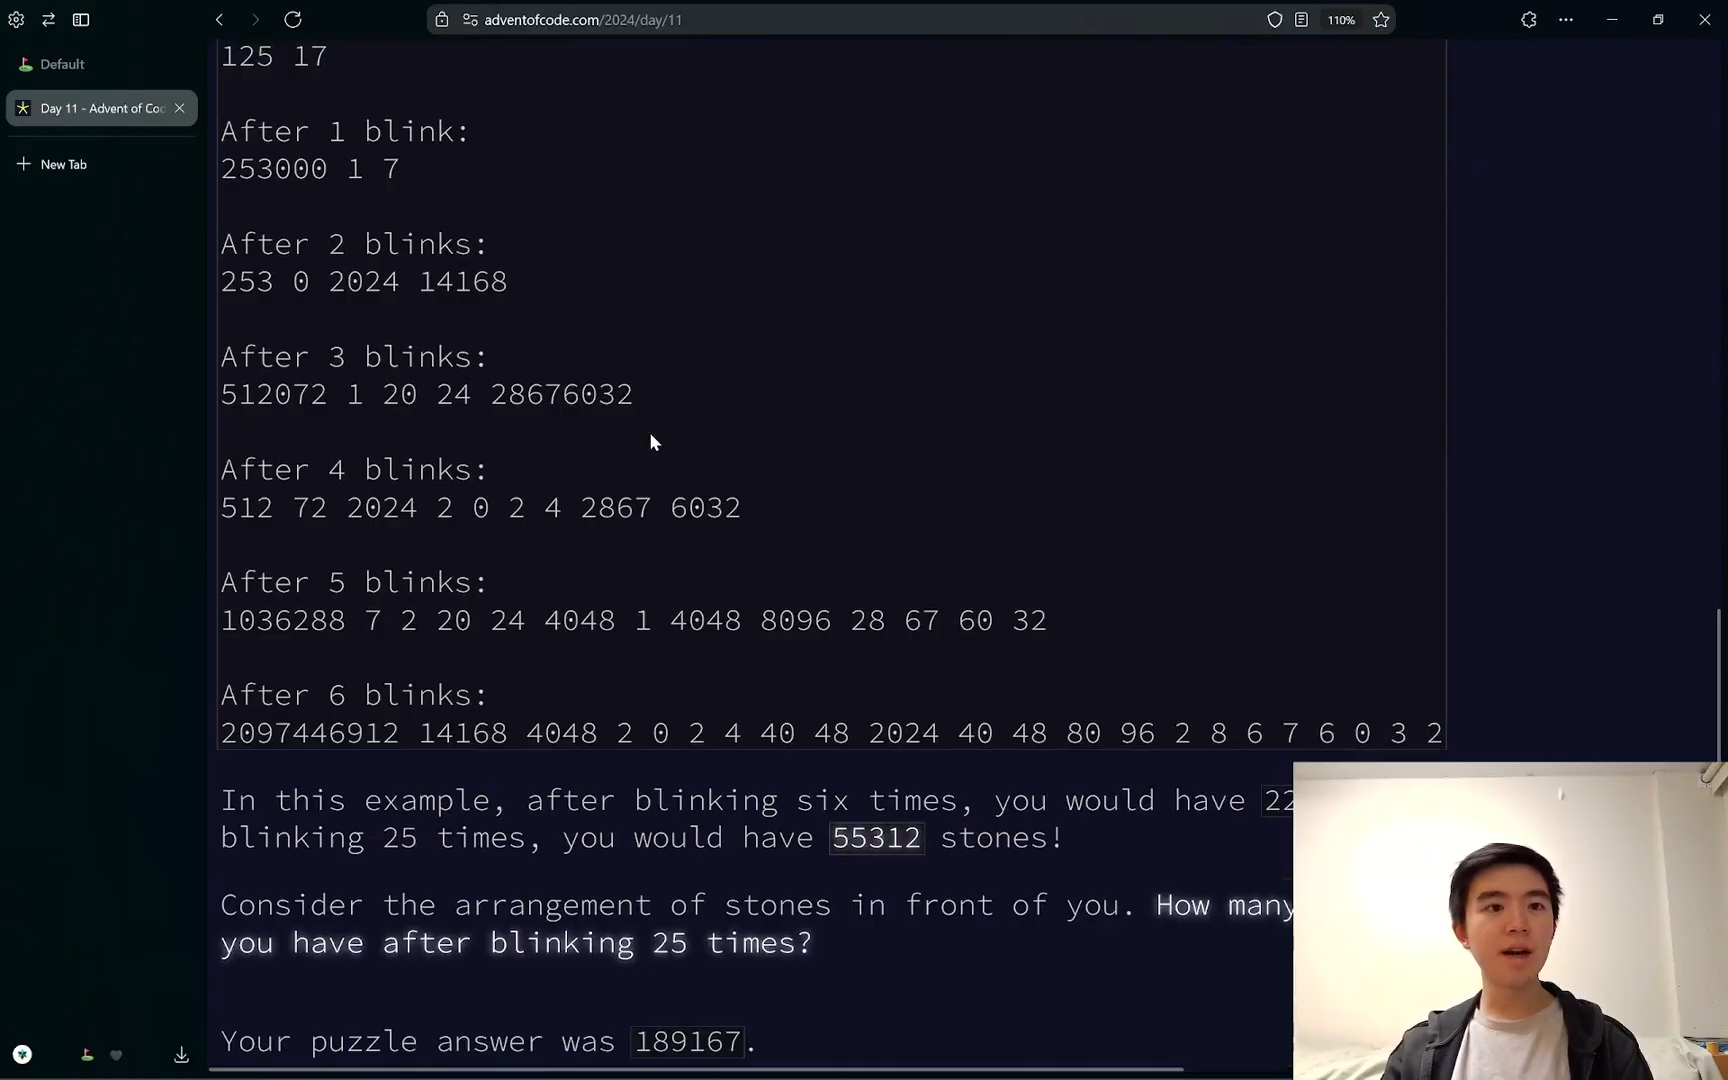 adventofcode.com/2024/day/11
110%
Default
Day 11 - Advent of Coc
New Tab
125 17
After 1 blink:
253000 1 7
After 2 blinks:
253 0 2024 14168
After 3 blinks:
512072 1 20 24 28676032
After 4 blinks:
512 72 2024 2 0 2 4 2867 6032
After 5 blinks:
1036288 7 2 20 24 4048 1 4048 8096 28 67 60 32
After 6 blinks:
2097446912 14168 4048 2 0 2 4 40 48 2024 40 48 80 96 2 8 6 7 6 0 3 2
In this example, after blinking six times, you would have 22
blinking 25 times, you would have 55312 stones!
Consider the arrangement of stones in front of you. How many
you have after blinking 25 times?
Your puzzle answer was 189167.